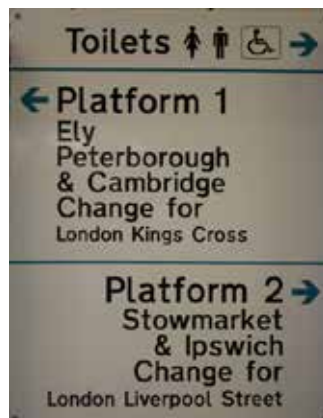 Toilets
Platform 1
Ely
Peterborough
& Cambridge
Change for
London Kings Cross
Platform 2
Stowmarket
& Ipswich
Change for
London Liverpool Street